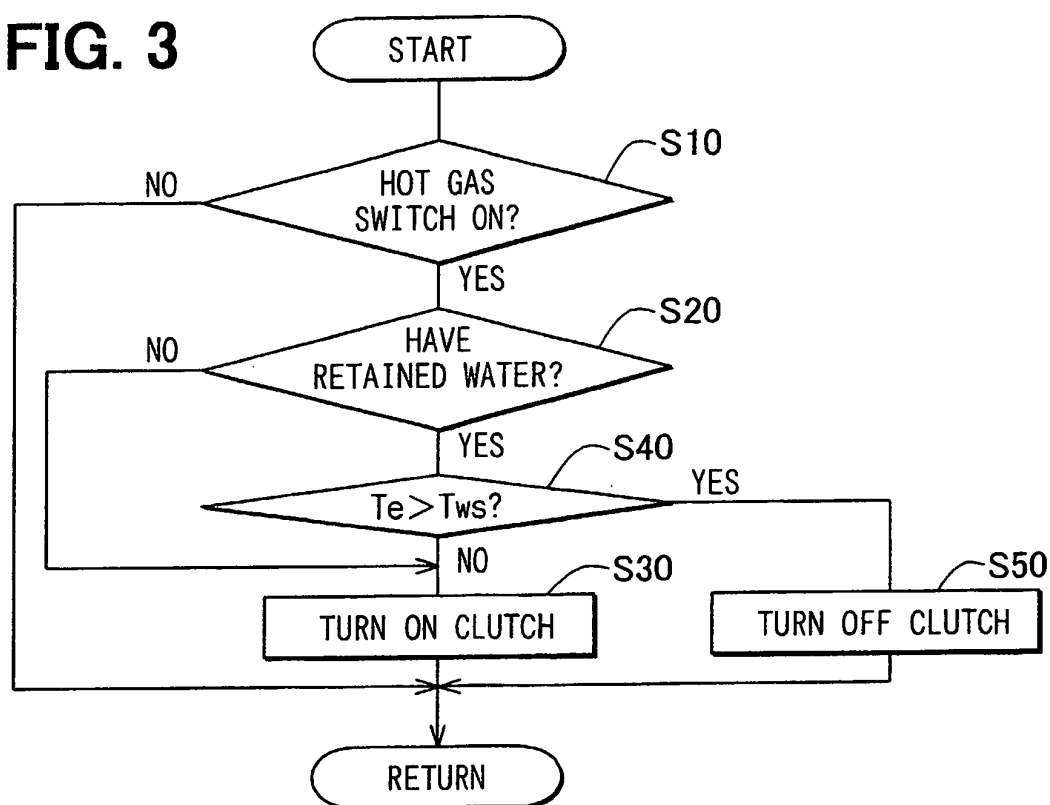 FIG. 3
START
S10
NO
HOT GAS
SWITCH ON?
YES
S20
NO
HAVE
RETAINED WATER?
YES
S40
YES
Te>Tws?
NO
S30
S50
TURN ON CLUTCH
TURN OFF CLUTCH
RETURN